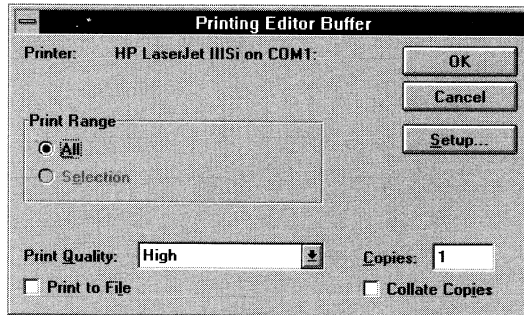 Printing Editor Buffer
Printer: HP LaserJet IIISi on COM1:
OK
Cancel
Setup...
Print Range
All
Selection
Print Quality: High
Copies: 1
Print to File
Collate Copies